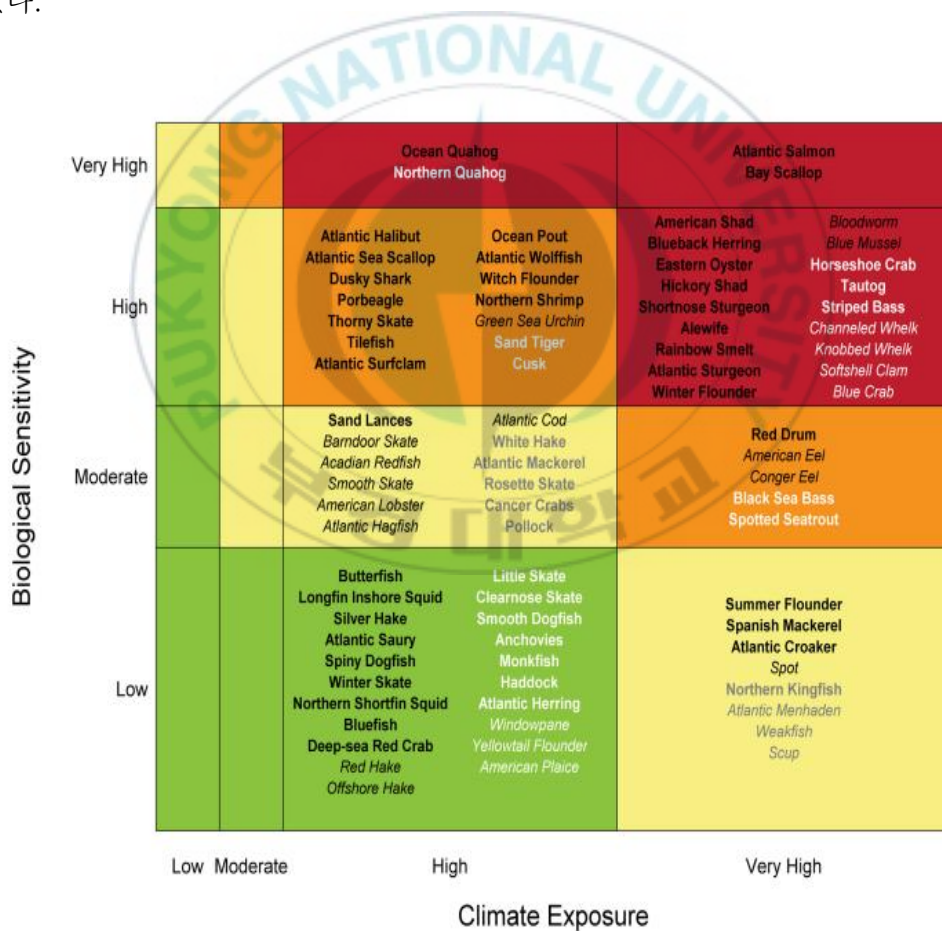 PUKYONG NATIONAL UNIVERSITY
Very High
Ocean Quahog
Northern Quahog
Atlantic Salmon
Bay Scallop
High
Atlantic Halibut
Atlantic Sea Scallop
Dusky Shark
Porbeagle
Thorny Skate
Tilefish
Atlantic Surfclam
Ocean Pout
Atlantic Wolffish
Witch Flounder
Northern Shrimp
Green Sea Urchin
Sand Tiger
Cusk
American Shad
Blueback Herring
Eastern Oyster
Hickory Shad
Shortnose Sturgeon
Alewife
Rainbow Smelt
Atlantic Sturgeon
Winter Flounder
Bloodworm
Blue Mussel
Horseshoe Crab
Tautog
Striped Bass
Channeled Whelk
Knobbed Whelk
Softshell Clam
Blue Crab
Biological Sensitivity
Moderate
Sand Lances
Barndoor Skate
Acadian Redfish
Smooth Skate
American Lobster
Atlantic Hagfish
Atlantic Cod
White Hake
Atlantic Mackerel
Rosette Skate
Cancer Crabs
Pollock
Red Drum
American Eel
Conger Eel
Black Sea Bass
Spotted Seatrout
부경대학교
Low
Butterfish
Longfin Inshore Squid
Silver Hake
Atlantic Saury
Spiny Dogfish
Winter Skate
Northern Shortfin Squid
Bluefish
Deep-sea Red Crab
Red Hake
Offshore Hake
Little Skate
Clearnose Skate
Smooth Dogfish
Anchovies
Monkfish
Haddock
Atlantic Herring
Windowpane
Yellowtail Flounder
American Plaice
Summer Flounder
Spanish Mackerel
Atlantic Croaker
Spot
Northern Kingfish
Atlantic Menhaden
Weakfish
Scup
Low Moderate High Very High
Climate Exposure